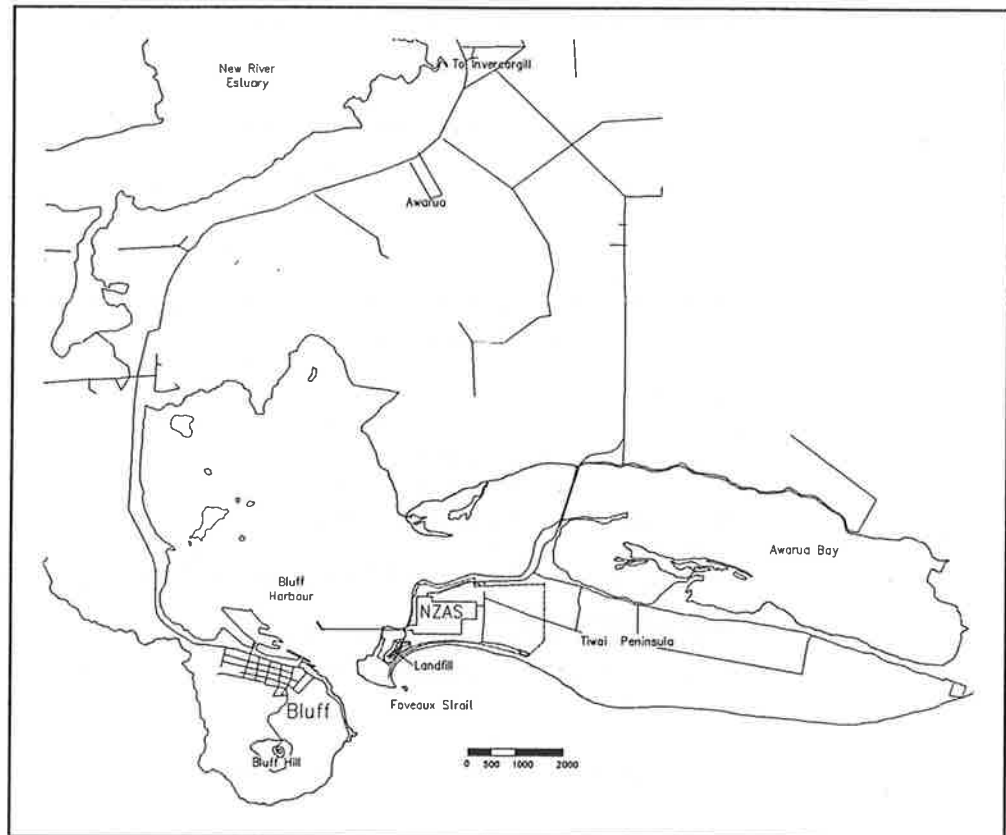 New River
Estuary
To Invercargill
Awarua
Awarua Bay
Bluff
Harbour
NZAS
Tiwai Peninsula
Landfill
Foveaux Strait
Bluff
Bluff Hill
0 500 1000 2000